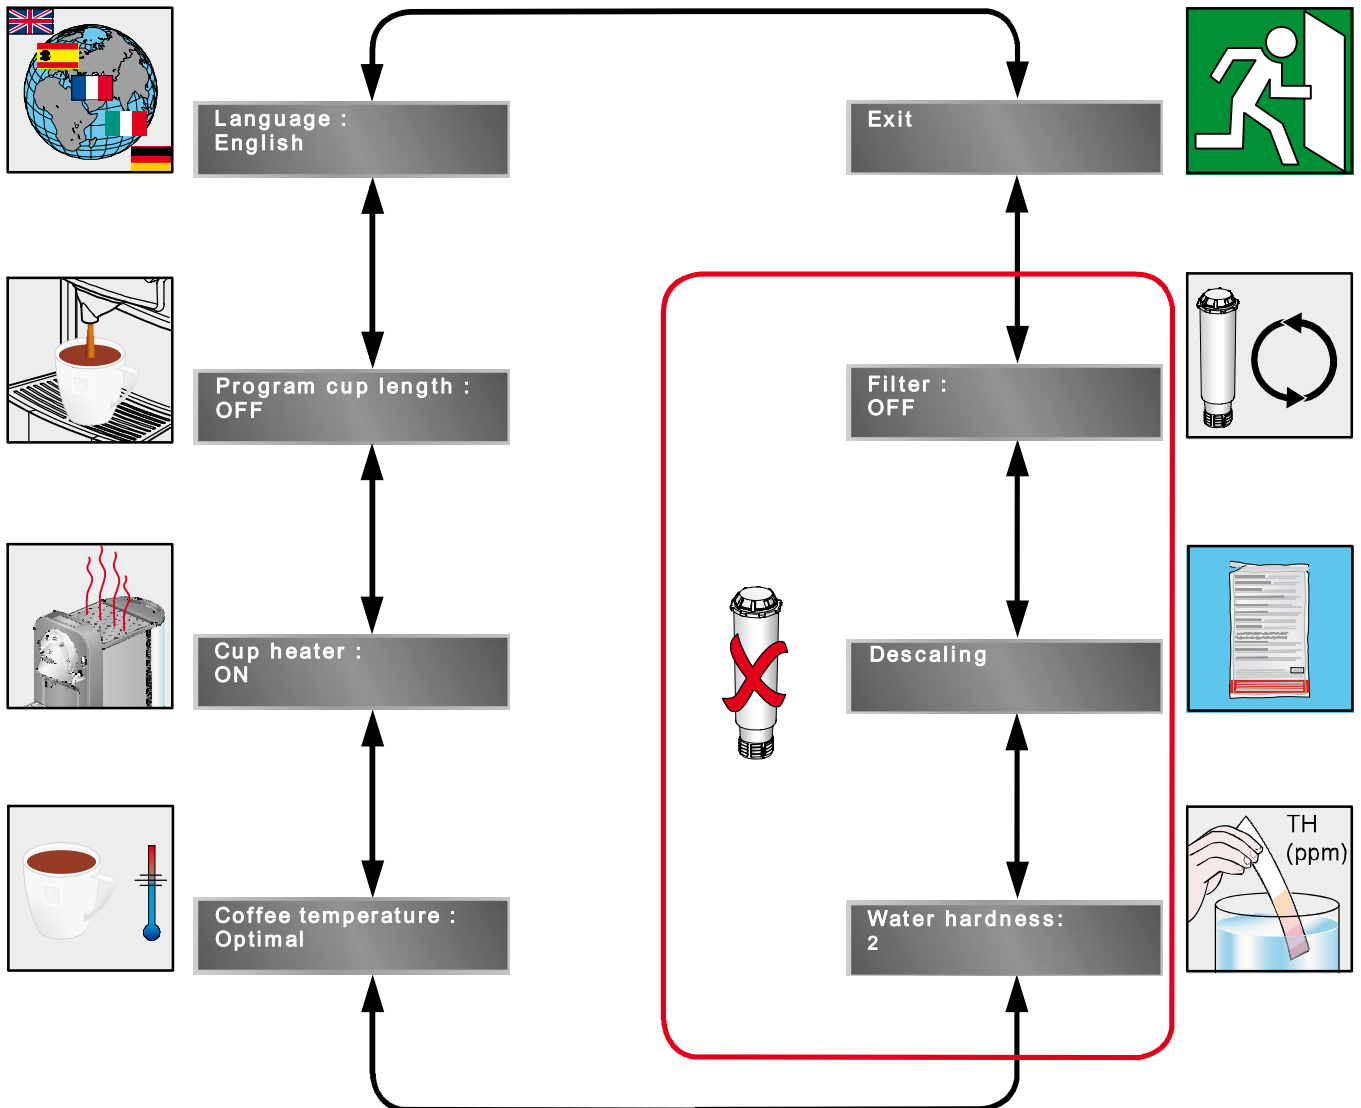 Language :
English
Exit
Program cup length :
OFF
Filter :
OFF
Cup heater :
ON
Descaling
TH
(ppm)
Coffee temperature :
Optimal
Water hardness:
2